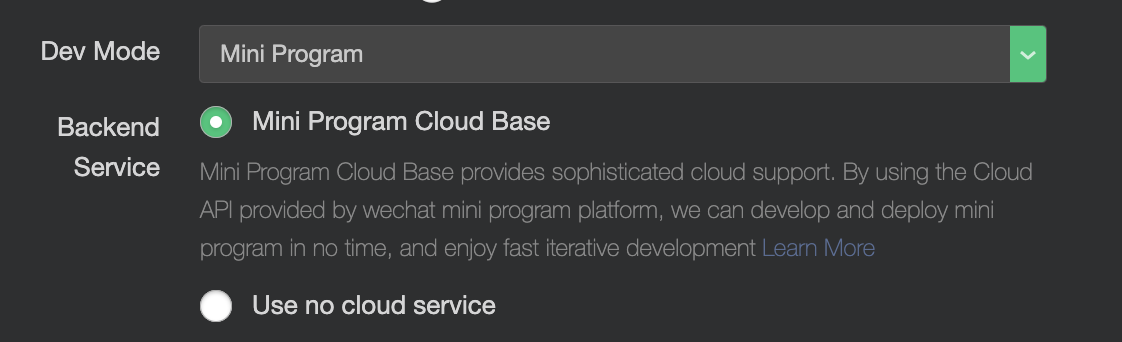 Dev Mode
Mini Program
Backend
Service
Mini Program Cloud Base
Mini Program Cloud Base provides sophisticated cloud support. By using the Cloud
API provided by wechat mini program platform, we can develop and deploy mini
program in no time, and enjoy fast iterative development Learn More
Use no cloud service